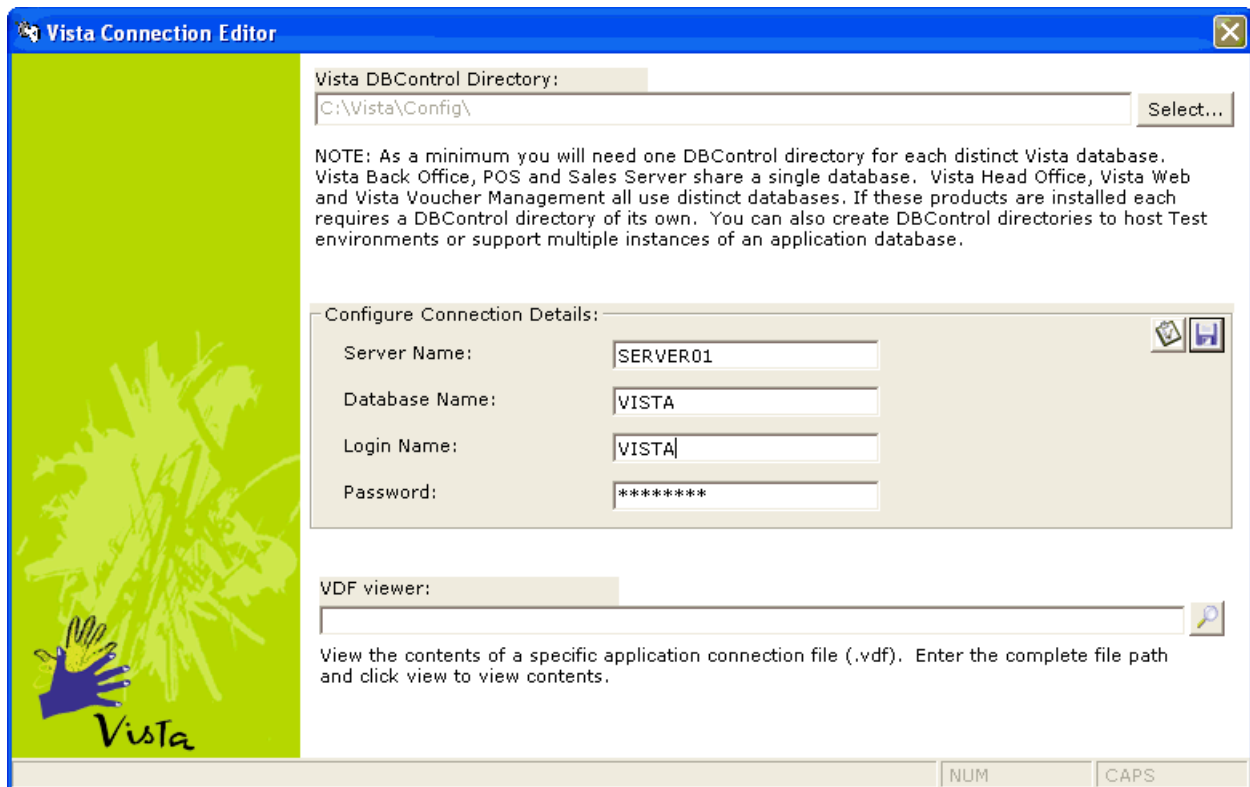 Vista Connection Editor
Vista DBControl Directory:
C:\Vista\Config\
Select...
NOTE: As a minimum you will need one DBControl directory for each distinct Vista database.
Vista Back Office, POS and Sales Server share a single database.  Vista Head Office, Vista Web
and Vista Voucher Management all use distinct databases. If these products are installed each
requires a DBControl directory of its own.  You can also create DBControl directories to host Test
environments or support multiple instances of an application database.
Configure Connection Details:
Server Name:
SERVER01
Database Name:
VISTA
Login Name:
VISTA
Password:
********
VDF viewer:
View the contents of a specific application connection file (.vdf).  Enter the complete file path
and click view to view contents.
Vista
NUM
CAPS